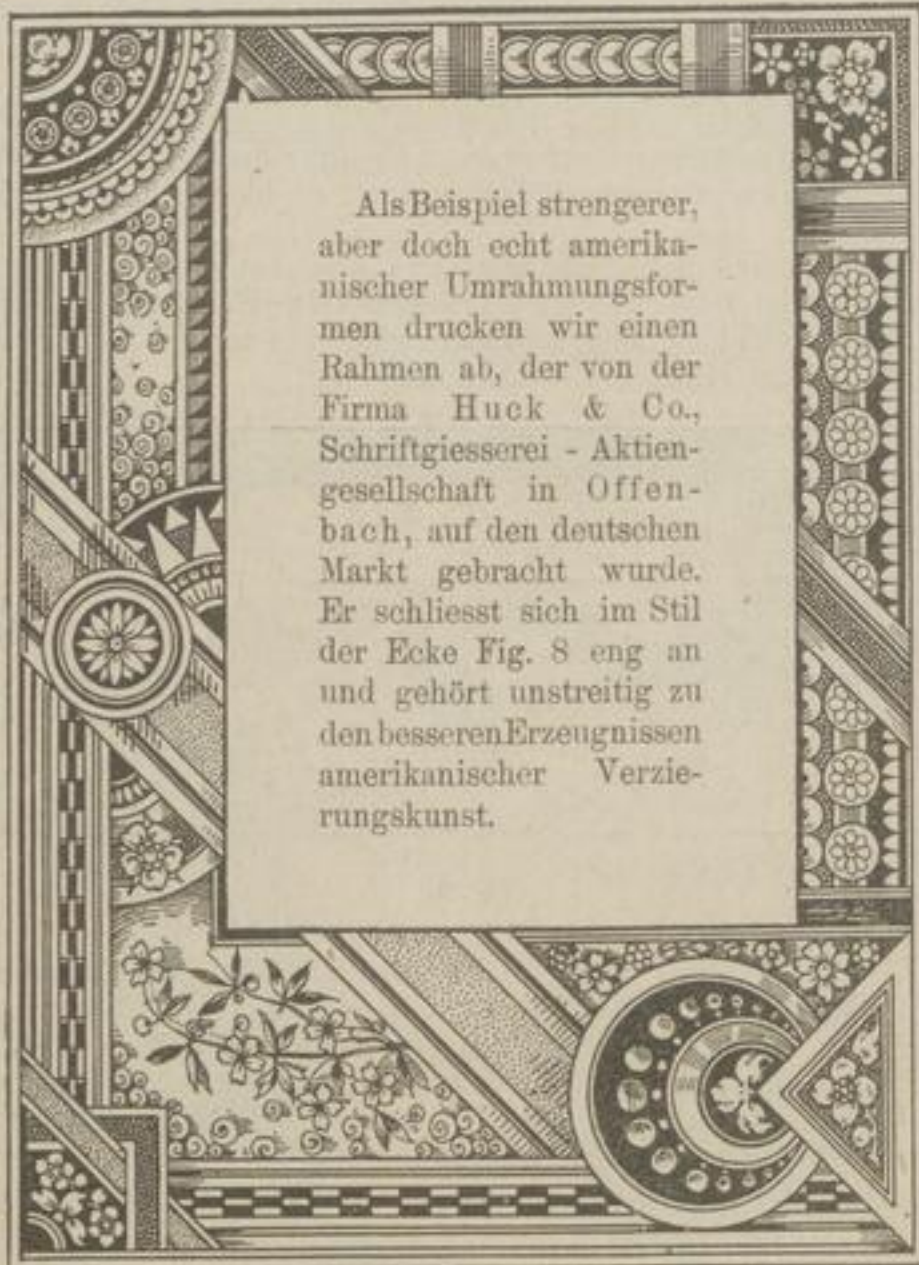 Als Beispiel strengerer,
aber doch echt amerika-
nischer Umrahmungsfor-
men drucken wir einen
Rahmen ab, der von der
Firma Huck & Co.,
Schriftgiesserei - Aktien-
gesellschaft in Offen-
bach, auf den deutschen
Markt gebracht wurde.
Er schliesst sich im Stil
der Ecke Fig. 8 eng an
und gehört unstreitig zu
den besseren Erzeugnissen
amerikanischer Verzie-
rungskunst.